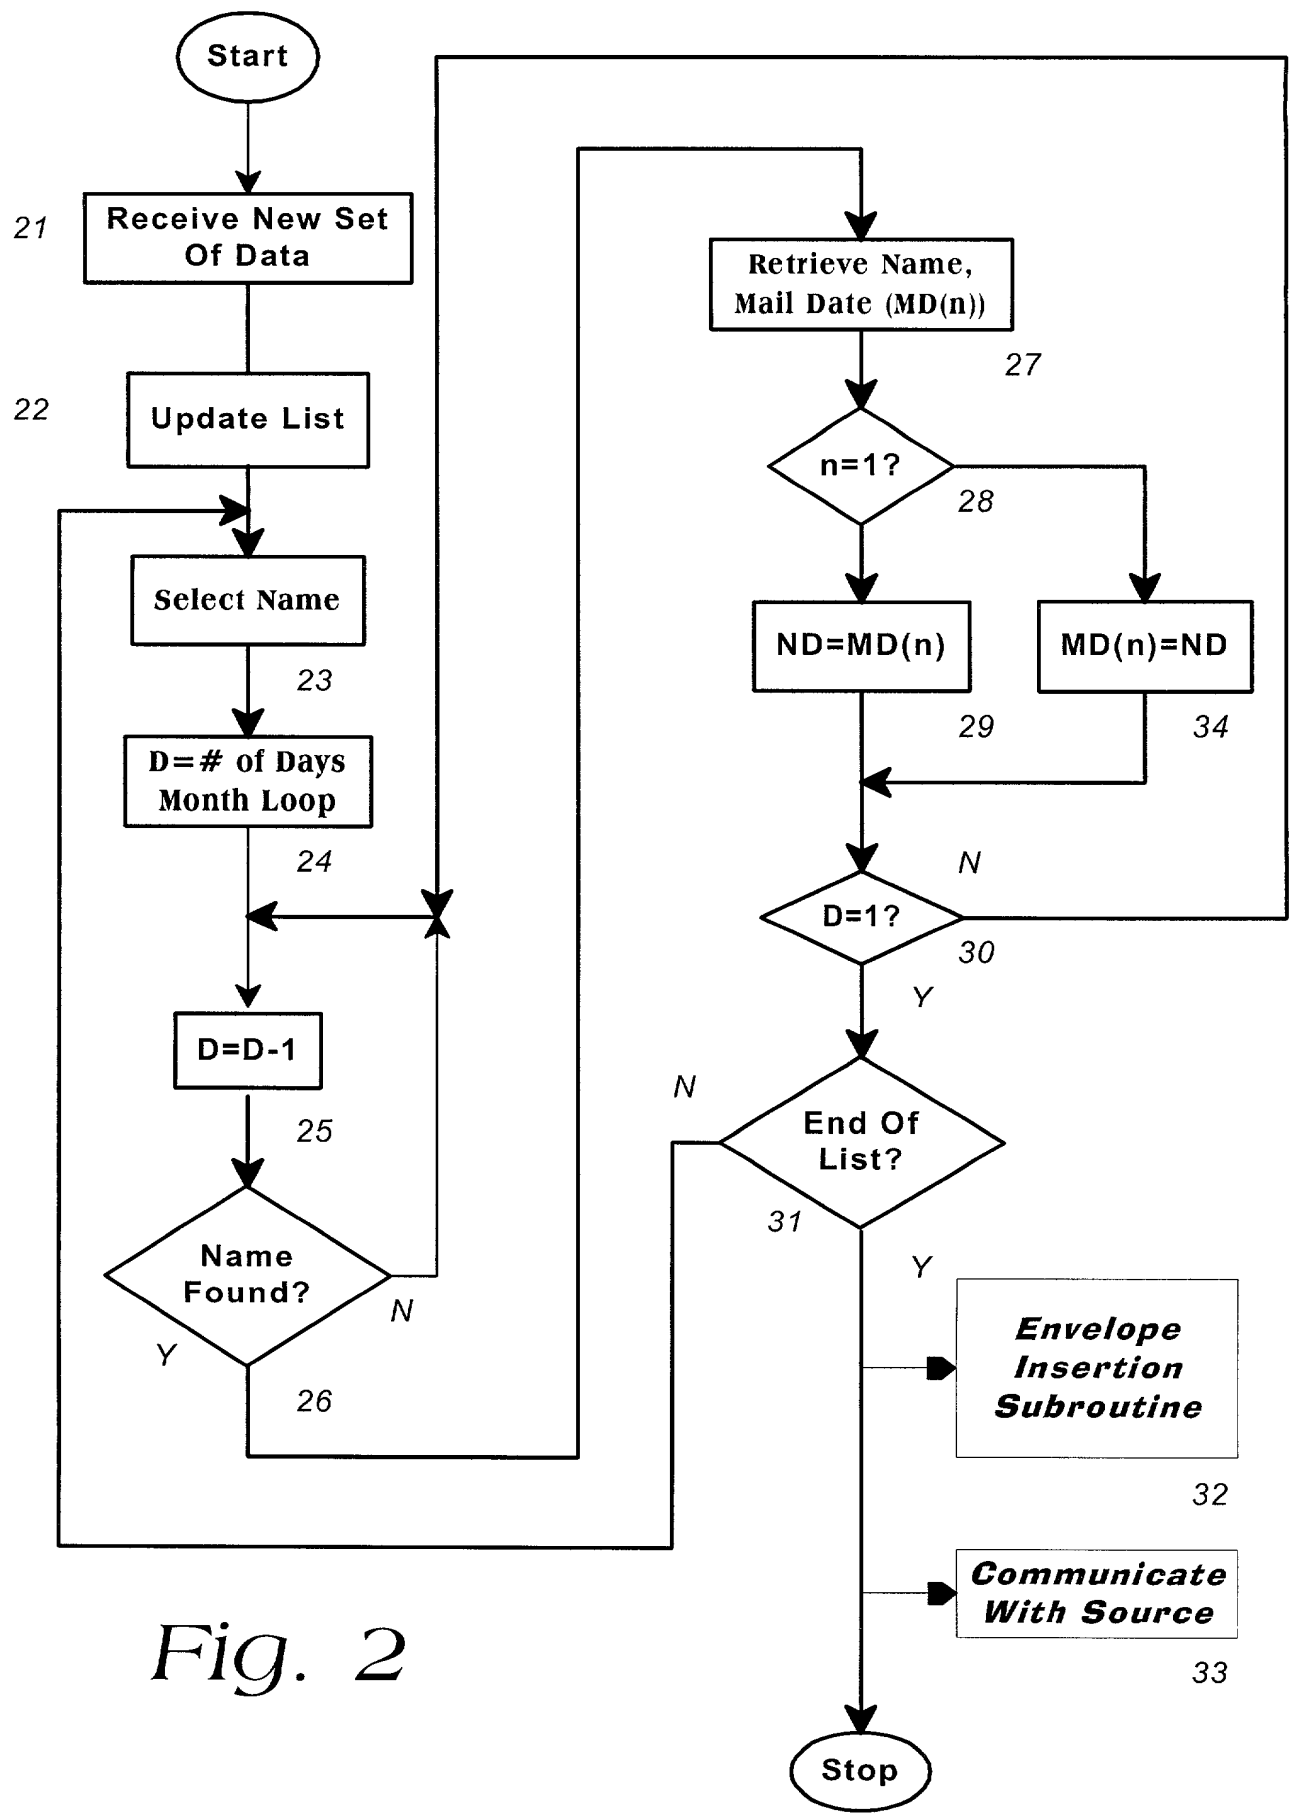 Start
21
Receive New Set
Of Data
22
Update List
Select Name
23
D=# of Days
Month Loop
24
D=D-1
25
Name
Found?
N
Y
26
Retrieve Name,
Mail Date (MD(n))
27
n=1?
28
ND=MD(n)
29
MD(n)=ND
34
D=1?
N
30
Y
End Of
List?
N
31
Y
Envelope
Insertion
Subroutine
32
Communicate
With Source
33
Stop
Fig. 2